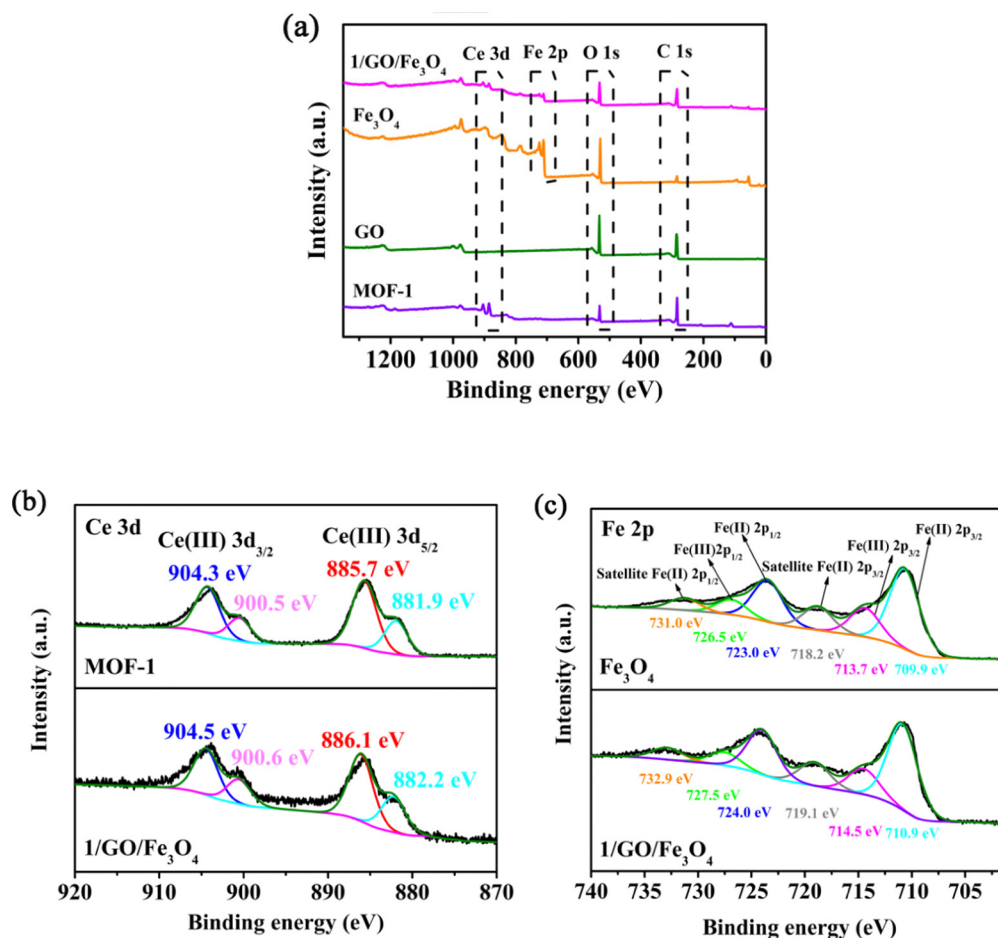 (a)
Ce 3d Fe 2p O 1s C 1s
1/GO/Fe₃O₄
Fe₃O₄
GO
MOF-1
Intensity (a.u.)
1200 1000 800 600 400 200 0
Binding energy (eV)
(b)
Ce 3d
Ce(III) 3d₃/₂
Ce(III) 3d₅/₂
904.3 eV
900.5 eV
885.7 eV
881.9 eV
MOF-1
904.5 eV
900.6 eV
886.1 eV
882.2 eV
1/GO/Fe₃O₄
Intensity (a.u.)
920 910 900 890 880 870
Binding energy (eV)
(c)
Fe 2p
Fe(II) 2p₁/₂
Fe(II) 2p₃/₂
Fe(III)2p₁/₂
Fe(III) 2p₃/₂
Satellite Fe(II) 2p₃/₂
Satellite Fe(II) 2p₁/₂
731.0 eV
726.5 eV
723.0 eV
718.2 eV
713.7 eV
709.9 eV
Fe₃O₄
732.9 eV
727.5 eV
724.0 eV
719.1 eV
714.5 eV
710.9 eV
1/GO/Fe₃O₄
Intensity (a.u.)
740 735 730 725 720 715 710 705
Binding energy (eV)